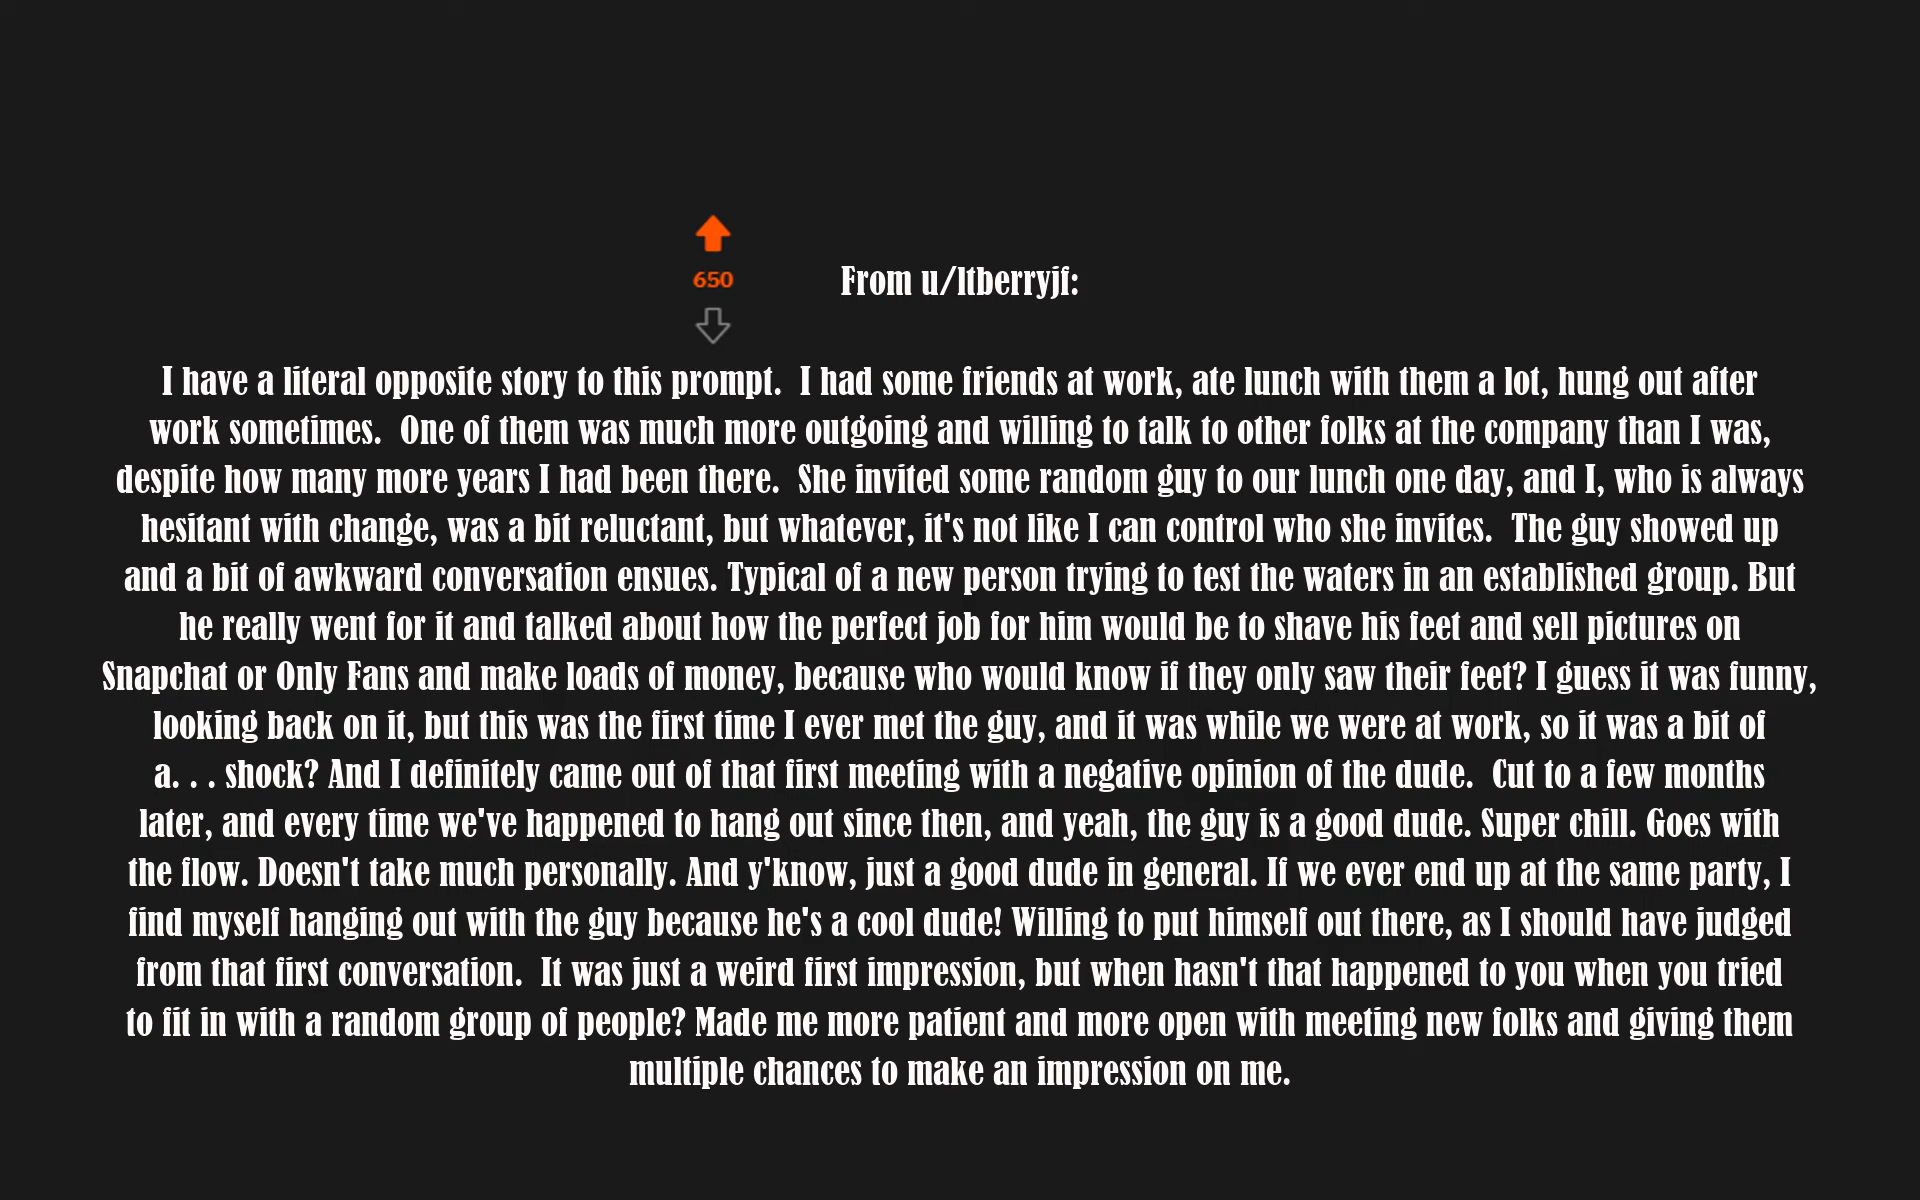 650
From u/ltberryjf:
I have a literal opposite story to this prompt.  I had some friends at work, ate lunch with them a lot, hung out after
work sometimes.  One of them was much more outgoing and willing to talk to other folks at the company than I was,
despite how many more years I had been there.  She invited some random guy to our lunch one day, and I, who is always
hesitant with change, was a bit reluctant, but whatever, it's not like I can control who she invites.  The guy showed up
and a bit of awkward conversation ensues. Typical of a new person trying to test the waters in an established group. But
he really went for it and talked about how the perfect job for him would be to shave his feet and sell pictures on
Snapchat or Only Fans and make loads of money, because who would know if they only saw their feet? I guess it was funny,
looking back on it, but this was the first time I ever met the guy, and it was while we were at work, so it was a bit of
a. . . shock? And I definitely came out of that first meeting with a negative opinion of the dude.  Cut to a few months
later, and every time we've happened to hang out since then, and yeah, the guy is a good dude. Super chill. Goes with
the flow. Doesn't take much personally. And y'know, just a good dude in general. If we ever end up at the same party, I
find myself hanging out with the guy because he's a cool dude! Willing to put himself out there, as I should have judged
from that first conversation.  It was just a weird first impression, but when hasn't that happened to you when you tried
to fit in with a random group of people? Made me more patient and more open with meeting new folks and giving them
multiple chances to make an impression on me.